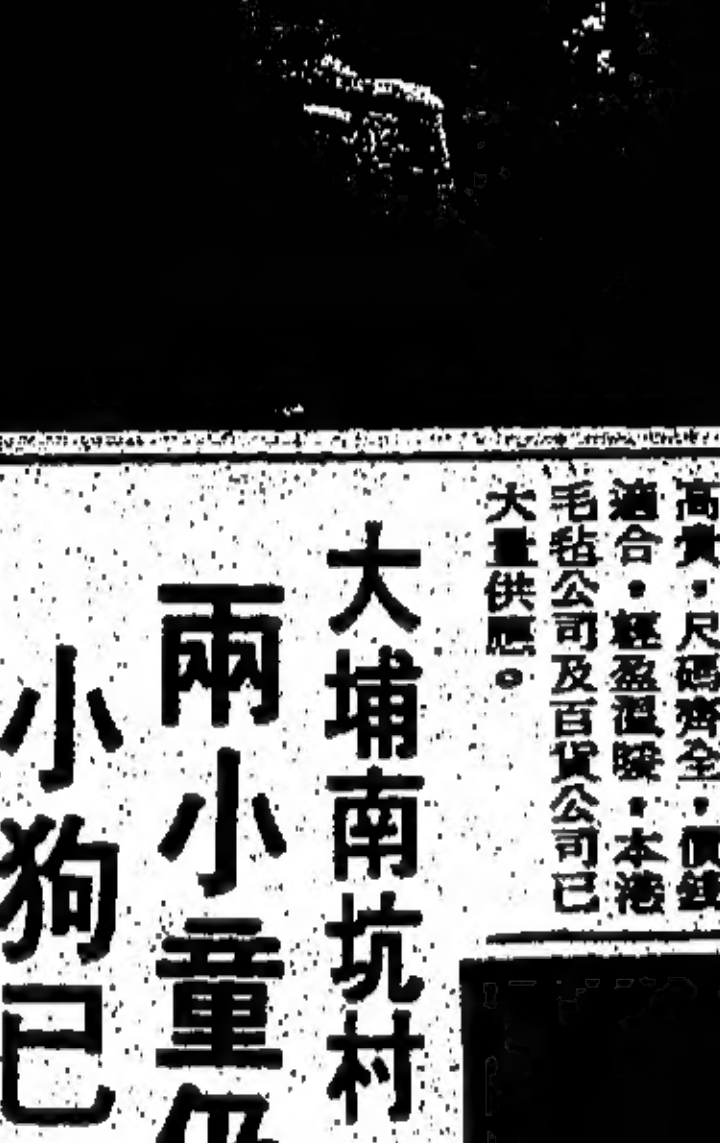 高貴，尺碼齊全，價錢
適合，輕盈溫暖，本港
毛毡公司及百貨公司已
大量供應。
大埔南坑村
兩小童仍
小狗已